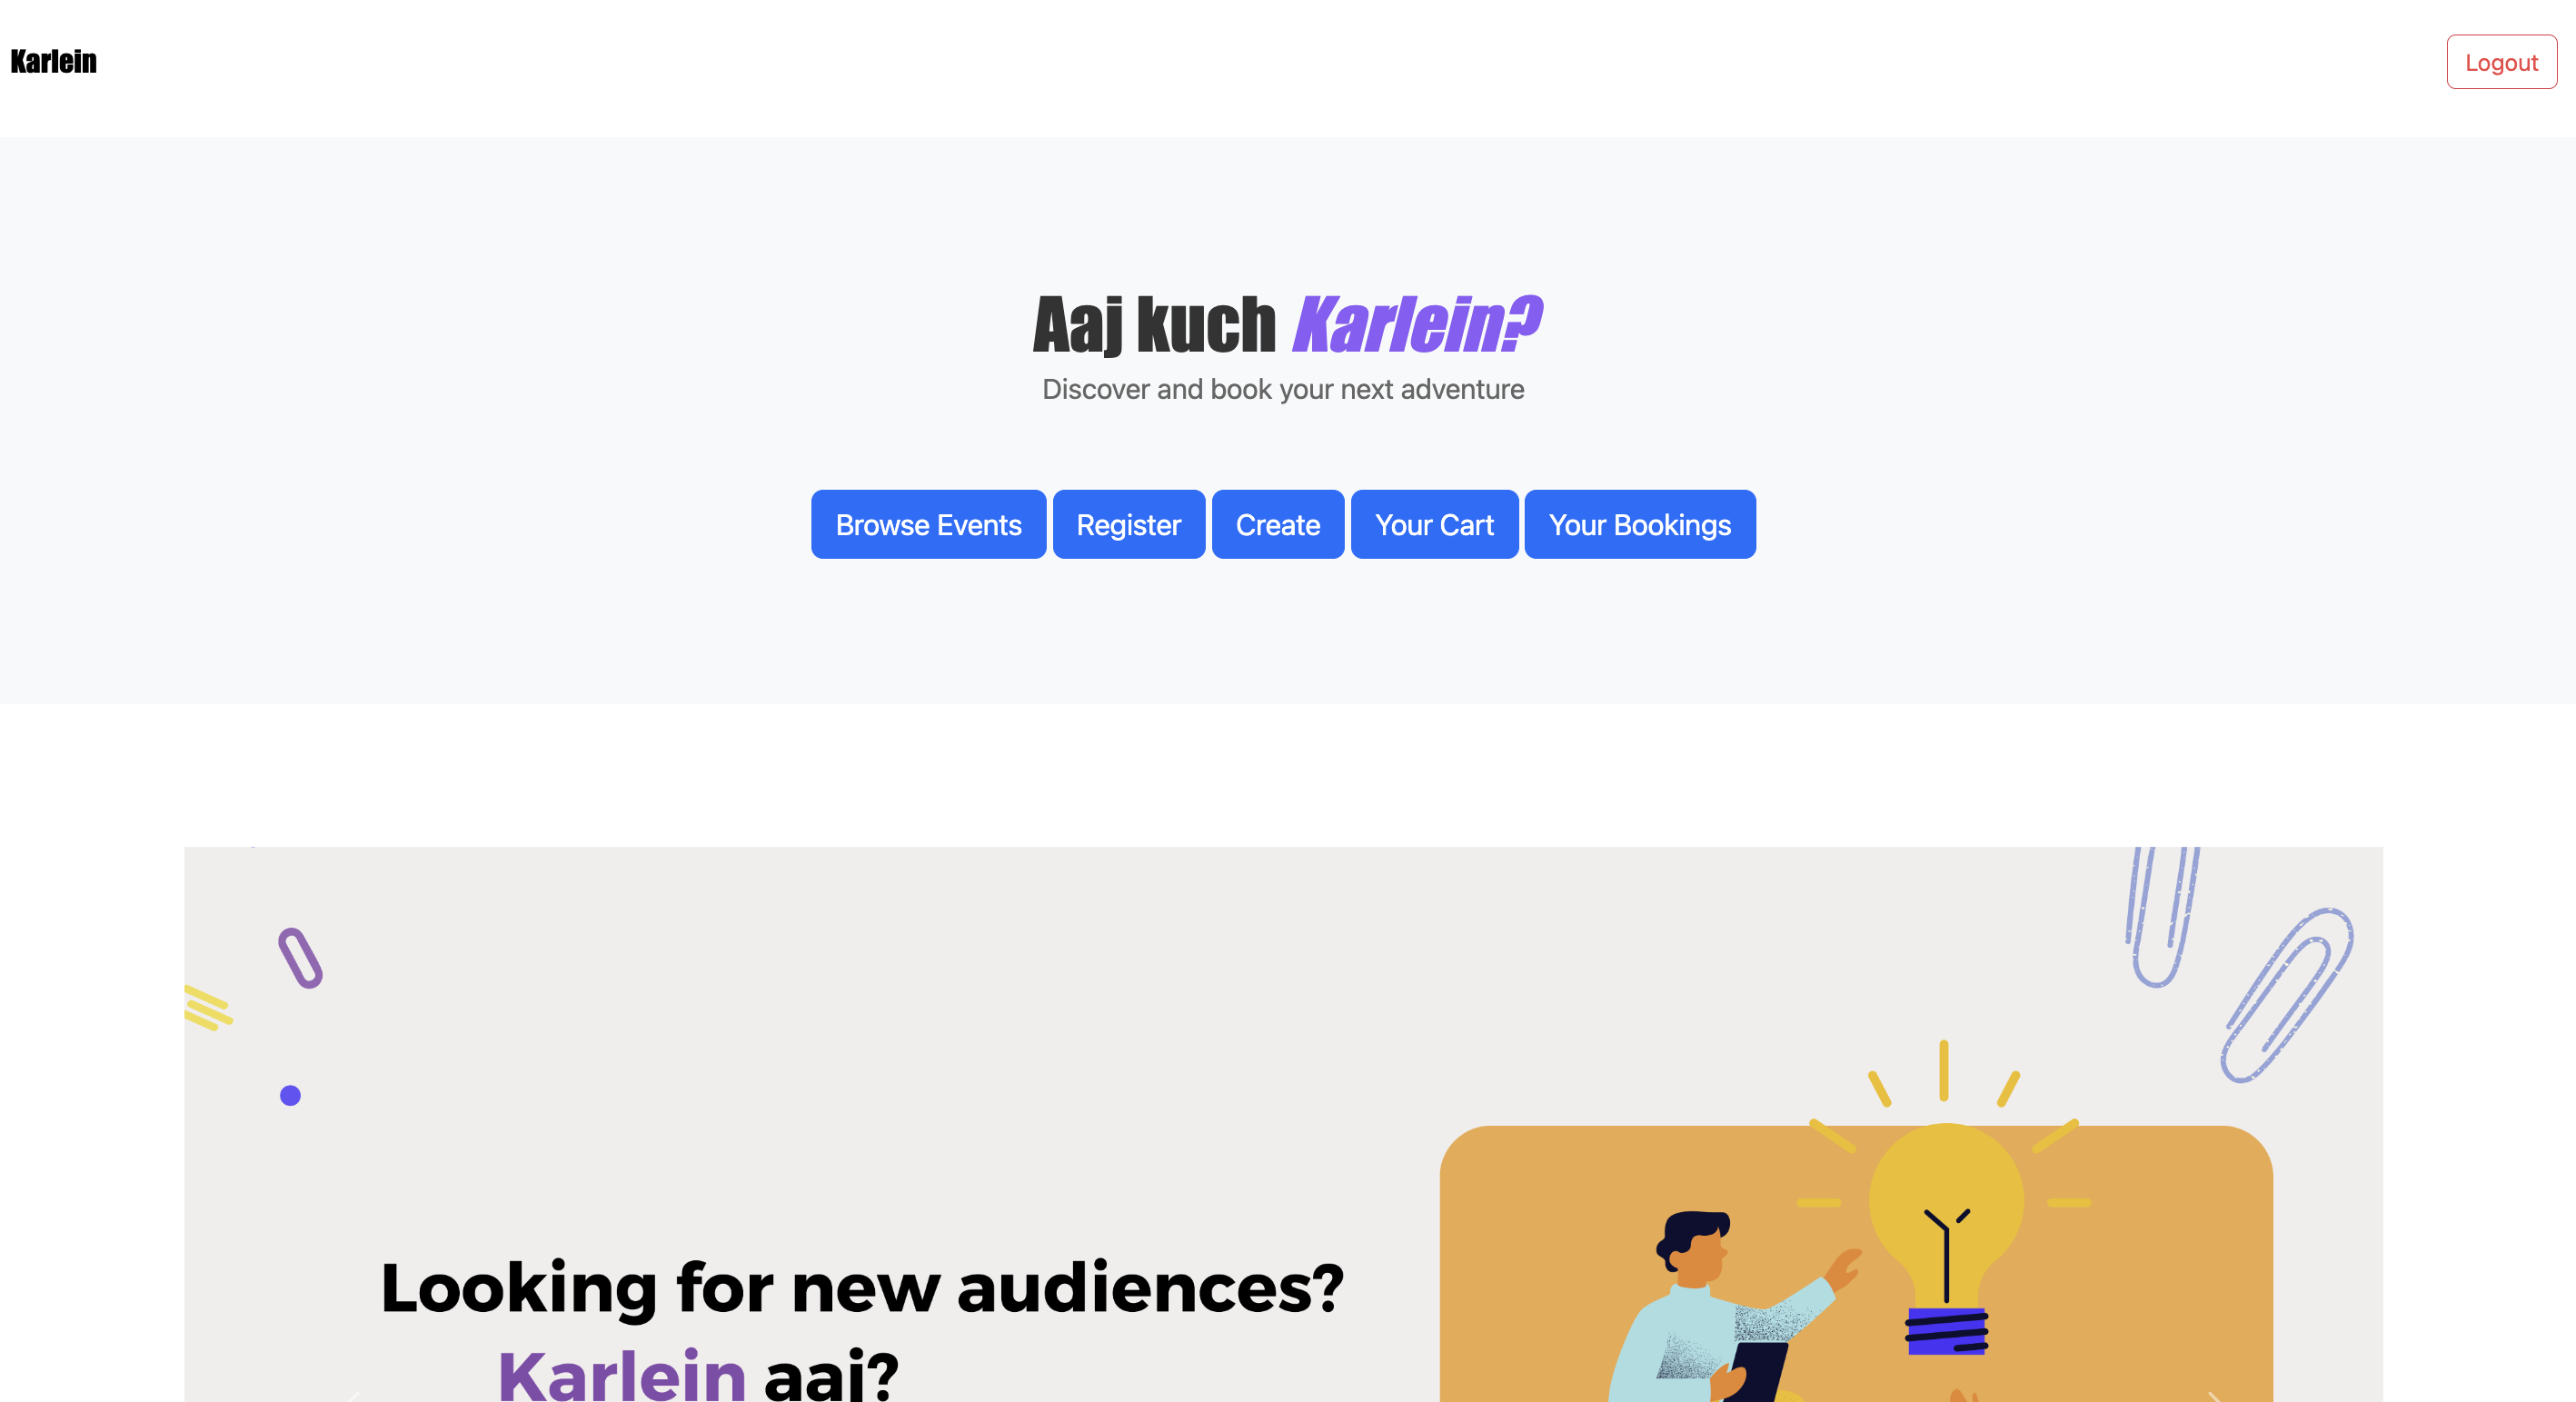 Karlein
Logout
Aaj kuch Karlein?
Discover and book your next adventure
Browse Events
Register
Create
Your Cart
Your Bookings
Looking for new audiences?
Karlein aaj?